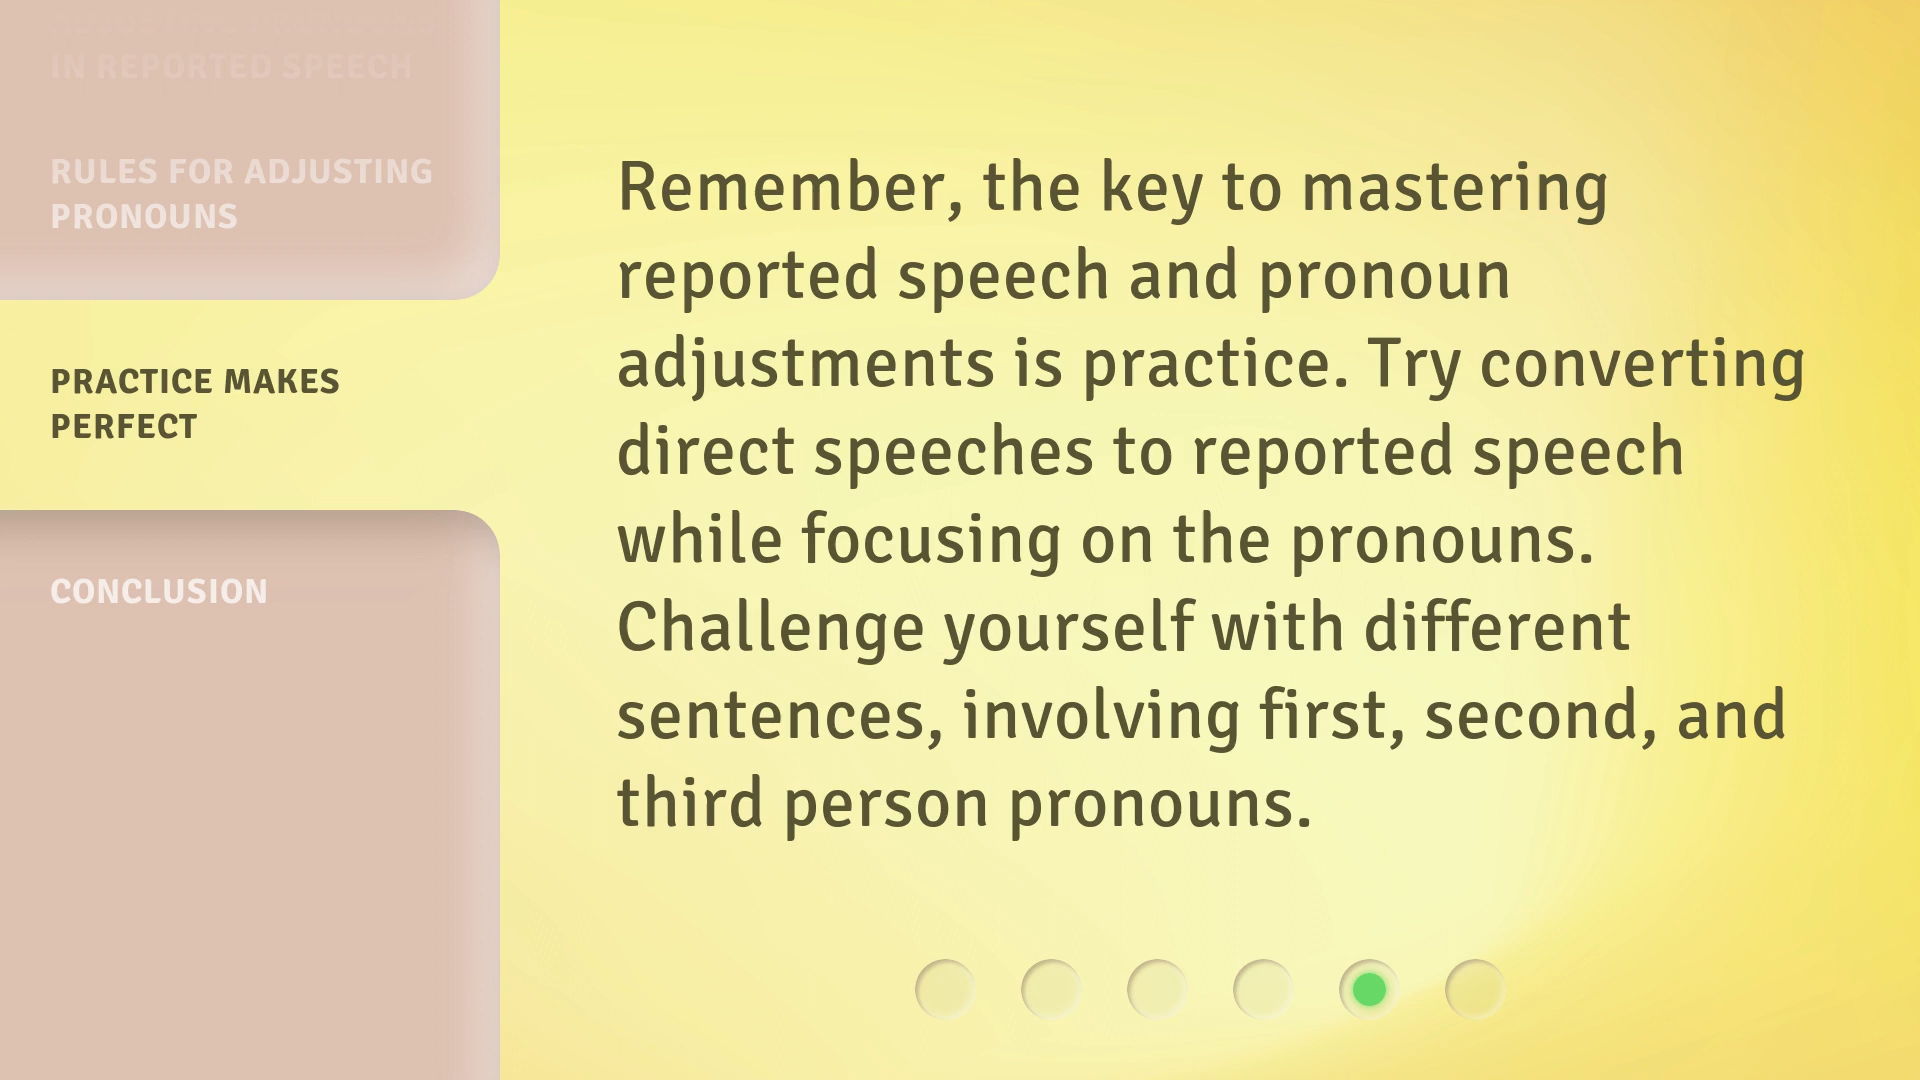 IN REPORTED SPEECH
RULES FOR ADJUSTING
PRONOUNS
PRACTICE MAKES
PERFECT
CONCLUSION
Remember, the key to mastering
reported speech and pronoun
adjustments is practice. Try converting
direct speeches to reported speech
while focusing on the pronouns.
Challenge yourself with different
sentences, involving first, second, and
third person pronouns.